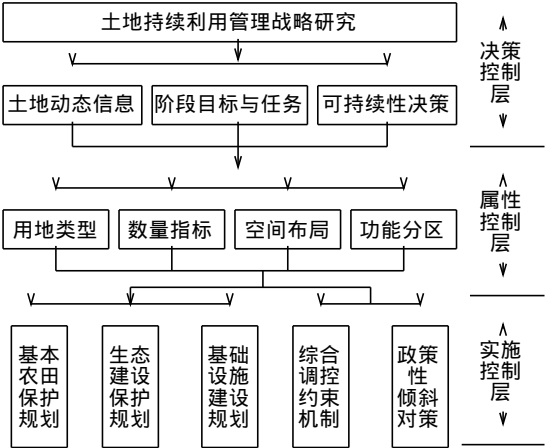 土地持续利用管理战略研究
决策
控制
层
土地动态信息
阶段目标与任务
可持续性决策
用地类型
数量指标
空间布局
功能分区
属性
控制
层
基本
农田
保护
规划
生态
建设
保护
规划
基础
设施
建设
规划
综合
调控
约束
机制
政策
性
倾斜
对策
实施
控制
层